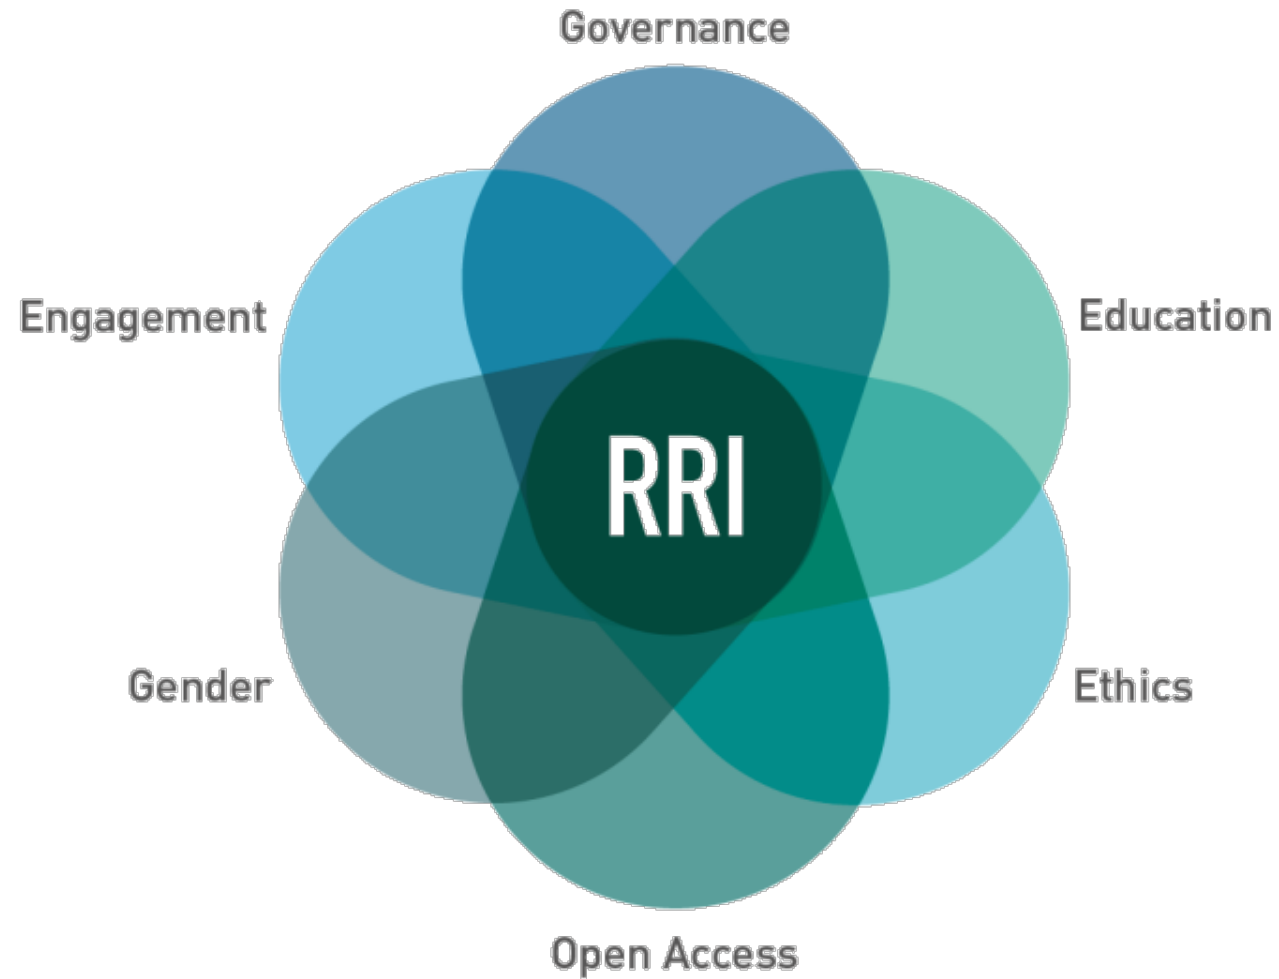 Governance
Engagement
Education
RRI
Gender
Ethics
Open Access